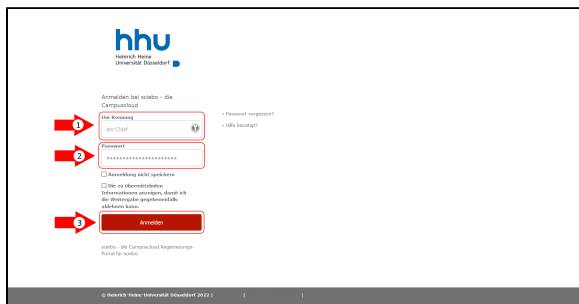 hhu
Heinrich Heine
Universität Düsseldorf
Anmelden bei sciebo – die
Campuscloud
Uni-Kennung
1
abc12def
› Passwort vergessen?
› Hilfe benötigt?
Passwort
2
**********************
Anmeldung nicht speichern
Die zu übermittelnden
Informationen anzeigen, damit ich
die Weitergabe gegebenenfalls
ablehnen kann.
3
Anmelden
sciebo – die Campuscloud Registrierungs-
Portal für sciebo
© Heinrich-Heine-Universität Düsseldorf 2022 | | |